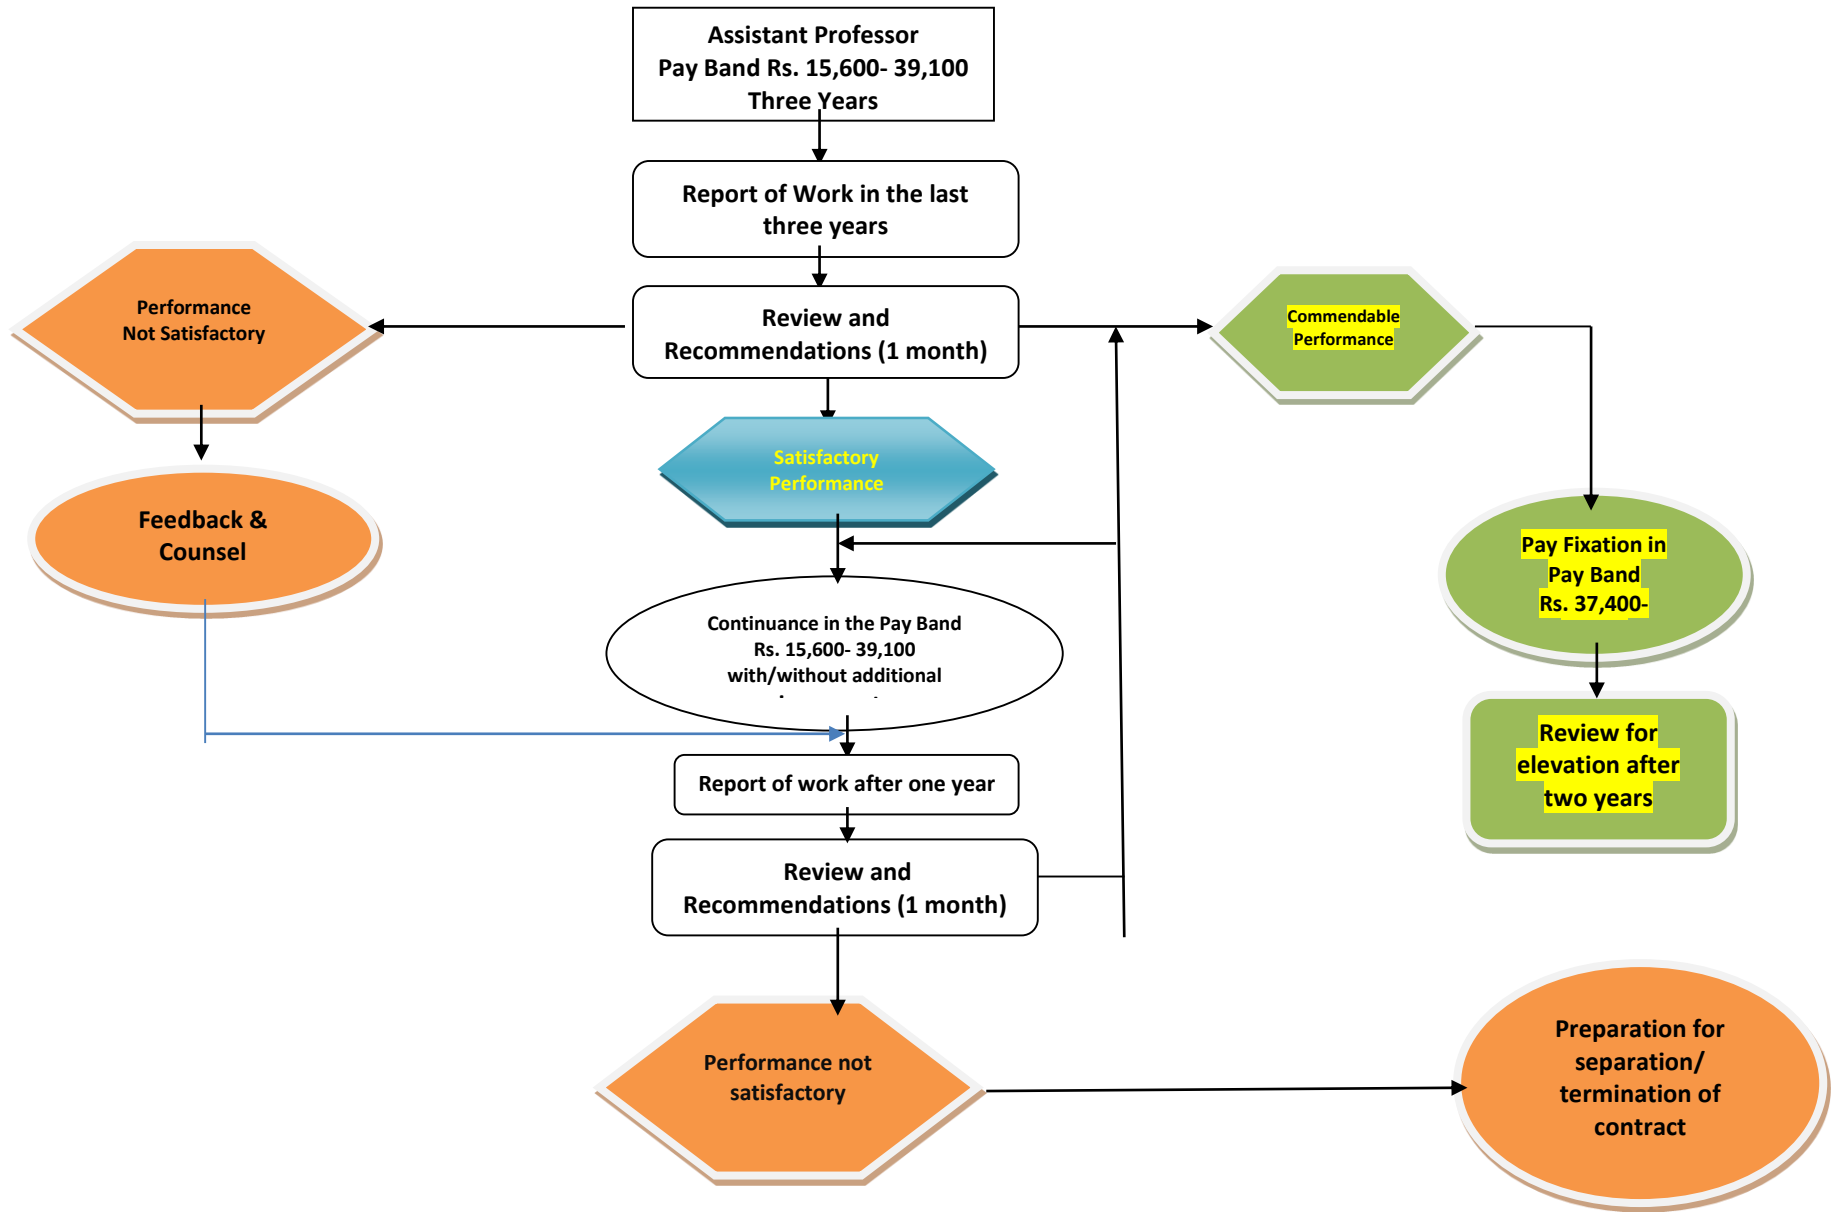 Assistant Professor
Pay Band Rs. 15,600- 39,100
Three Years
Report of Work in the last
three years
Performance
Not Satisfactory
Review and
Recommendations (1 month)
Commendable
Performance
Satisfactory
Performance
Feedback &
Counsel
Pay Fixation in
Pay Band
Rs. 37,400-
Continuance in the Pay Band
Rs. 15,600- 39,100
with/without additional
Review for
elevation after
two years
Report of work after one year
Review and
Recommendations (1 month)
Performance not
satisfactory
Preparation for
separation/
termination of
contract